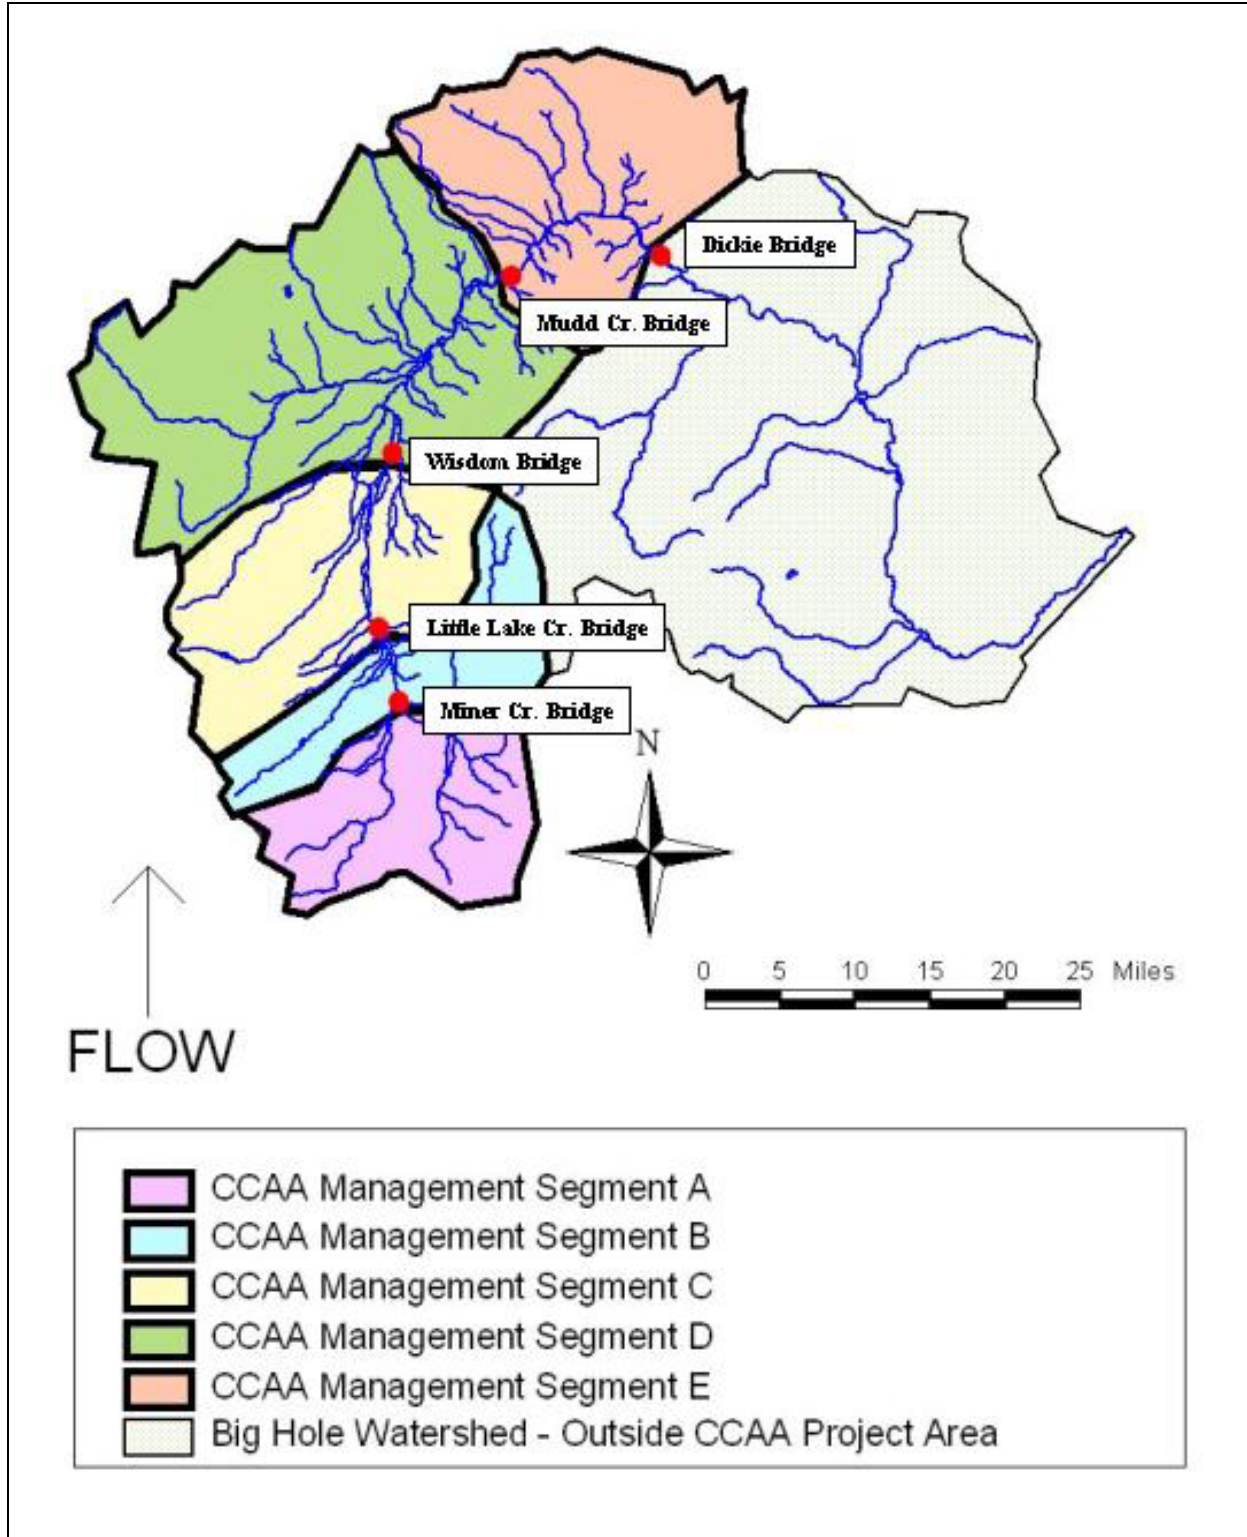 Dickie Bridge
Mudd Cr. Bridge
Wisdom Bridge
Little Lake Cr. Bridge
Miner Cr. Bridge
N
0 5 10 15 20 25 Miles
FLOW
CCAA Management Segment A
CCAA Management Segment B
CCAA Management Segment C
CCAA Management Segment D
CCAA Management Segment E
Big Hole Watershed - Outside CCAA Project Area